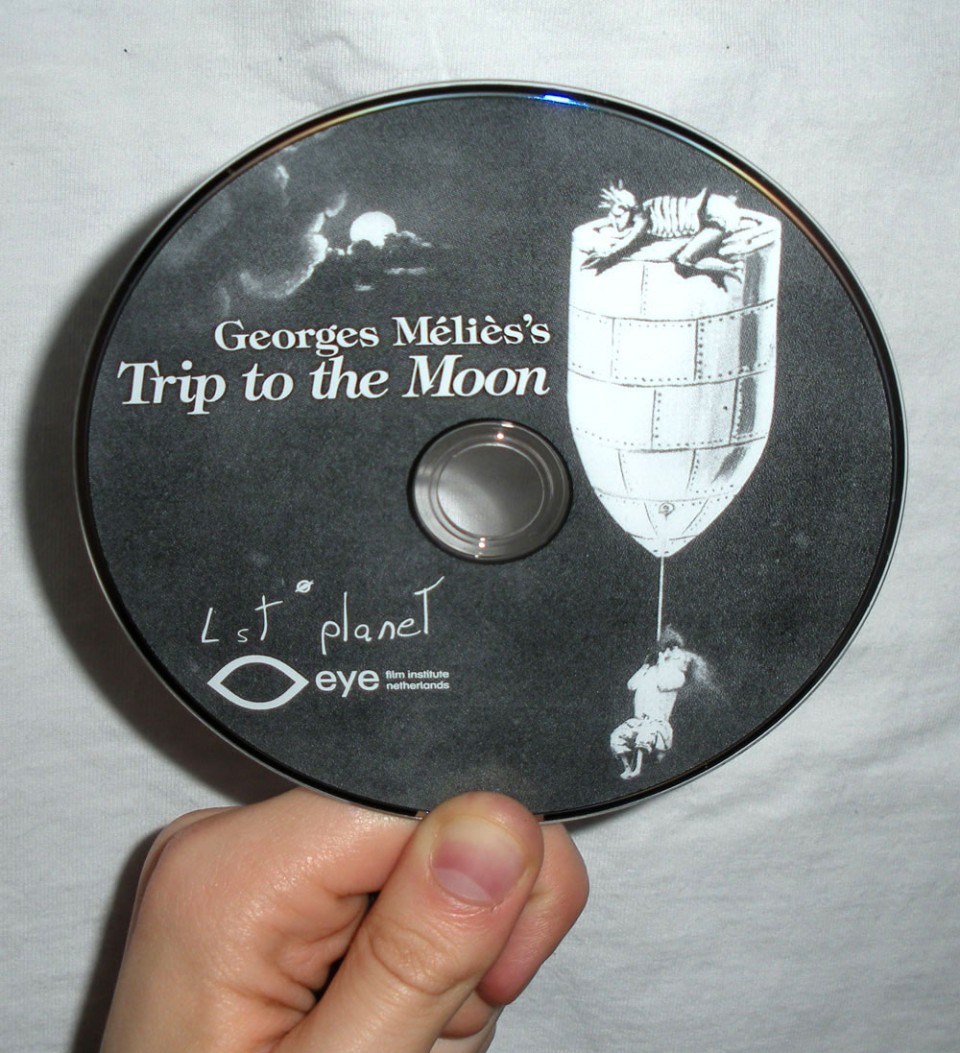 Georges Méliès's
Trip to the Moon
Lst planet
eye film institute
netherlands